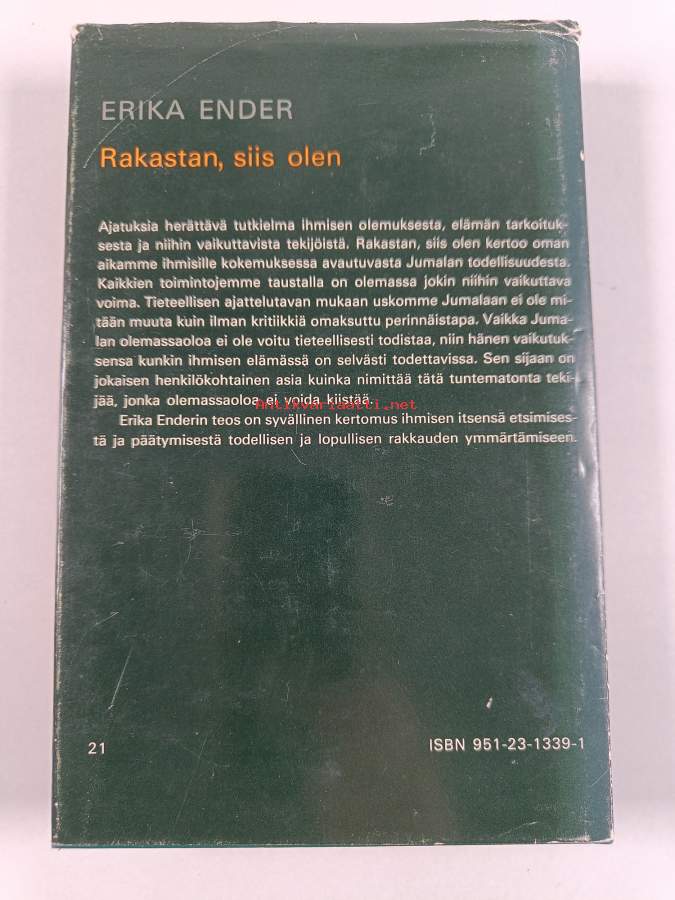 ERIKA ENDER
Rakastan, siis olen
Ajatuksia herättävä tutkielma ihmisen olemuksesta, elämän tarkoituk-
sesta ja niihin vaikuttavista tekijöistä. Rakastan, siis olen kertoo oman
aikamme ihmisille kokemuksessa avautuvasta Jumalan todellisuudesta.
Kaikkien toimintojemme taustalla on olemassa jokin niihin vaikuttava
voima. Tieteellisen ajattelutavan mukaan uskomme Jumalaan ei ole mi-
tään muuta kuin ilman kritiikkiä omaksuttu perinnäistapa. Vaikka Juma-
lan olemassaoloa ei ole voitu tieteellisesti todistaa, niin hänen vaikutuk-
sensa kunkin ihmisen elämässä on selvästi todettavissa. Sen sijaan on
jokaisen henkilökohtainen asia kuinka nimittää tätä tuntematonta teki-
jää, jonka olemassaoloa ei voida kiistää.
Antikvariaatti.net
Erika Enderin teos on syvällinen kertomus ihmisen itsensä etsimises-
tä ja päätymisestä todellisen ja lopullisen rakkauden ymmärtämiseen.
21
ISBN 951-23-1339-1